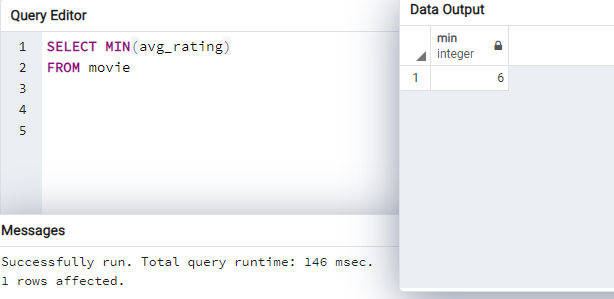 Query Editor
1 SELECT MIN(avg_rating)
2 FROM movie
3
4
5
Data Output
min
integer
1 6
Messages
Successfully run. Total query runtime: 146 msec.
1 rows affected.